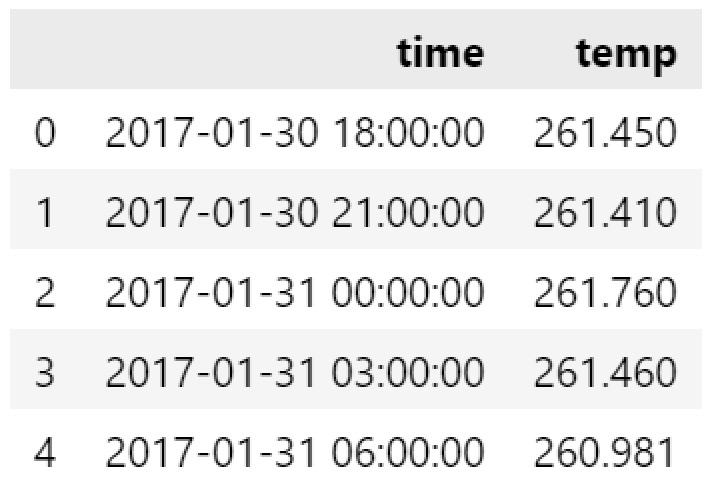 time temp
0 2017-01-30 18:00:00 261.450
1 2017-01-30 21:00:00 261.410
2 2017-01-31 00:00:00 261.760
3 2017-01-31 03:00:00 261.460
4 2017-01-31 06:00:00 260.981